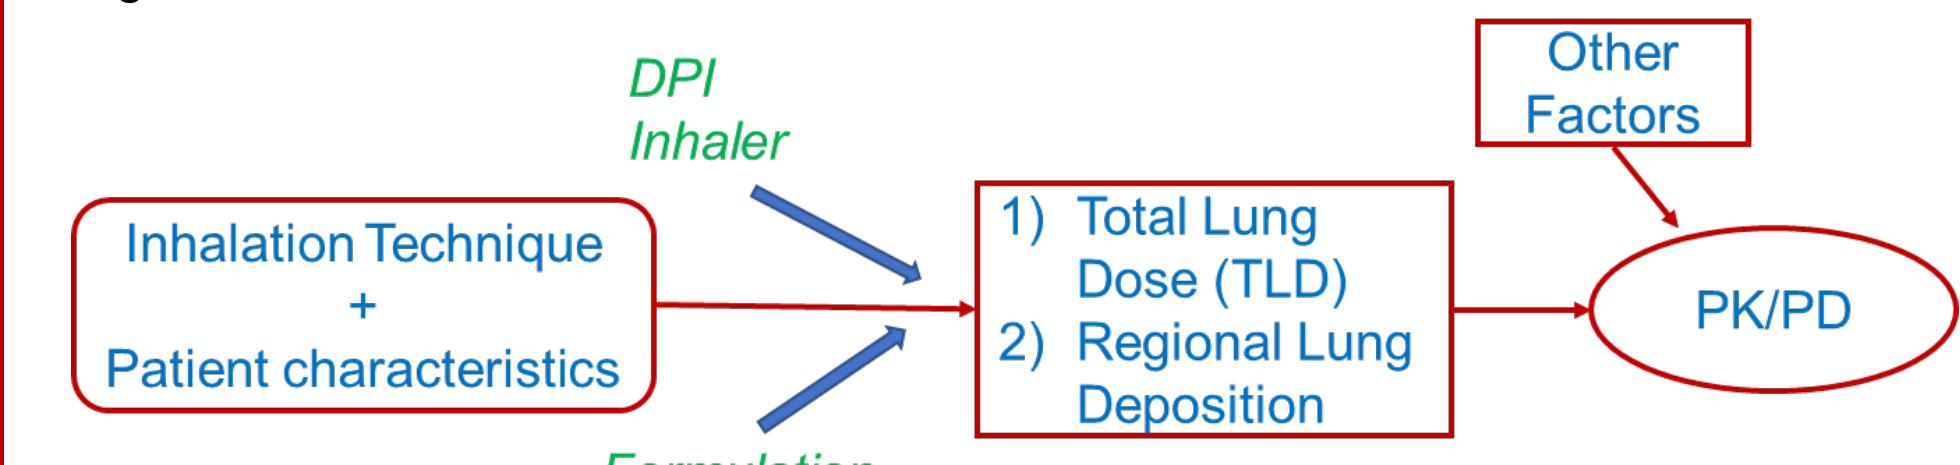 DPI
Inhaler
Other
Factors
Inhalation Technique
+
Patient characteristics
1) Total Lung
Dose (TLD)
2) Regional Lung
Deposition
PK/PD
Formulation